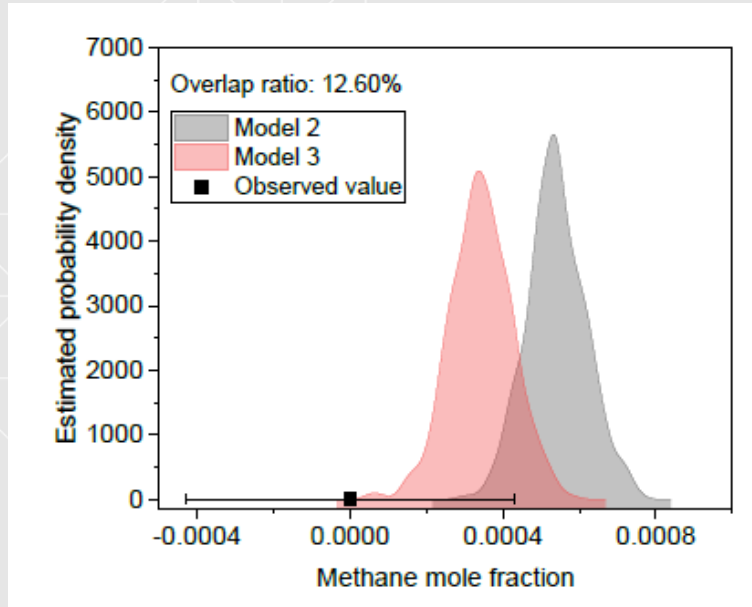 7000
6000
5000
4000
3000
2000
1000
0
Estimated probability density
Overlap ratio: 12.60%
Model 2
Model 3
Observed value
-0.0004 0.0000 0.0004 0.0008
Methane mole fraction